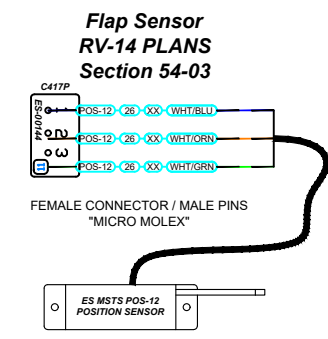 Flap Sensor
RV-14 PLANS
Section 54-03
C417P
ES-00144
1 POS-12 26 XX WHT/BLU
2 POS-12 26 XX WHT/ORN
3
11 POS-12 26 XX WHT/GRN
FEMALE CONNECTOR / MALE PINS
"MICRO MOLEX"
ES MSTS POS-12
POSITION SENSOR